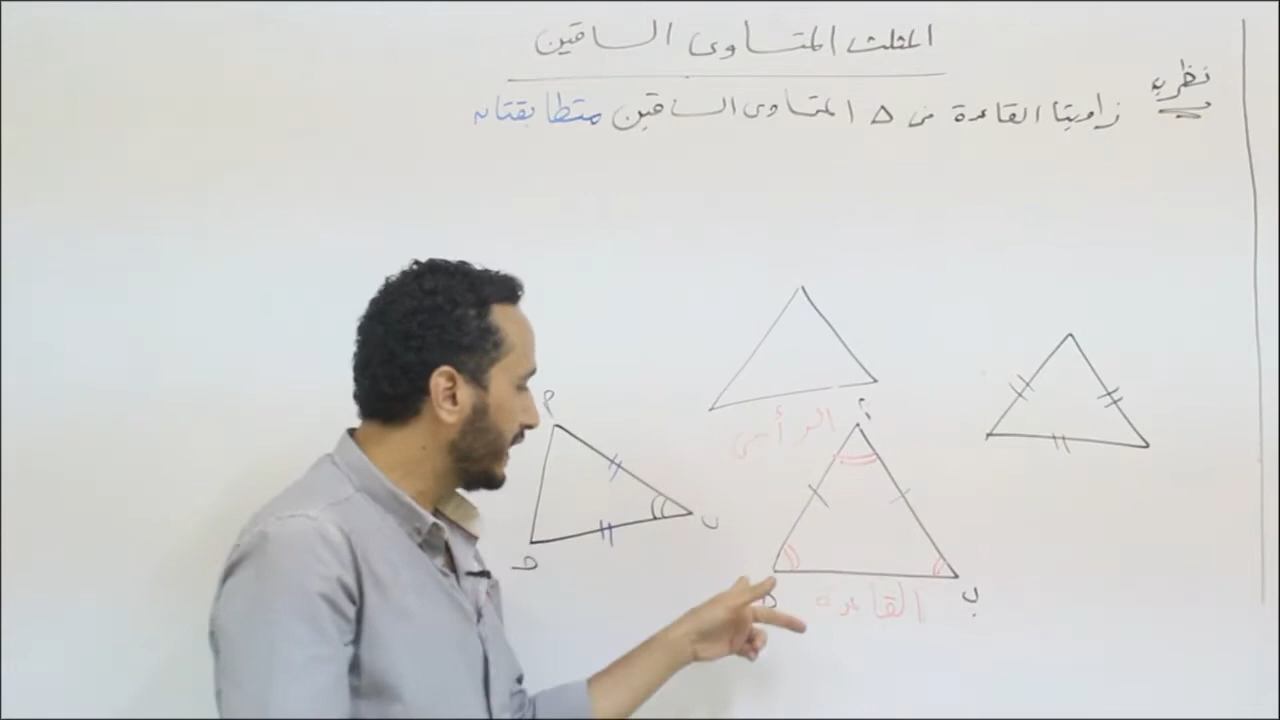 المثلث المتساوى الساقين
نظرية
زاويتا القاعدة فى Δ المتساوى الساقين متطابقتان
الرأس
أ
أ
ب
ب
ح
ح
القاعدة